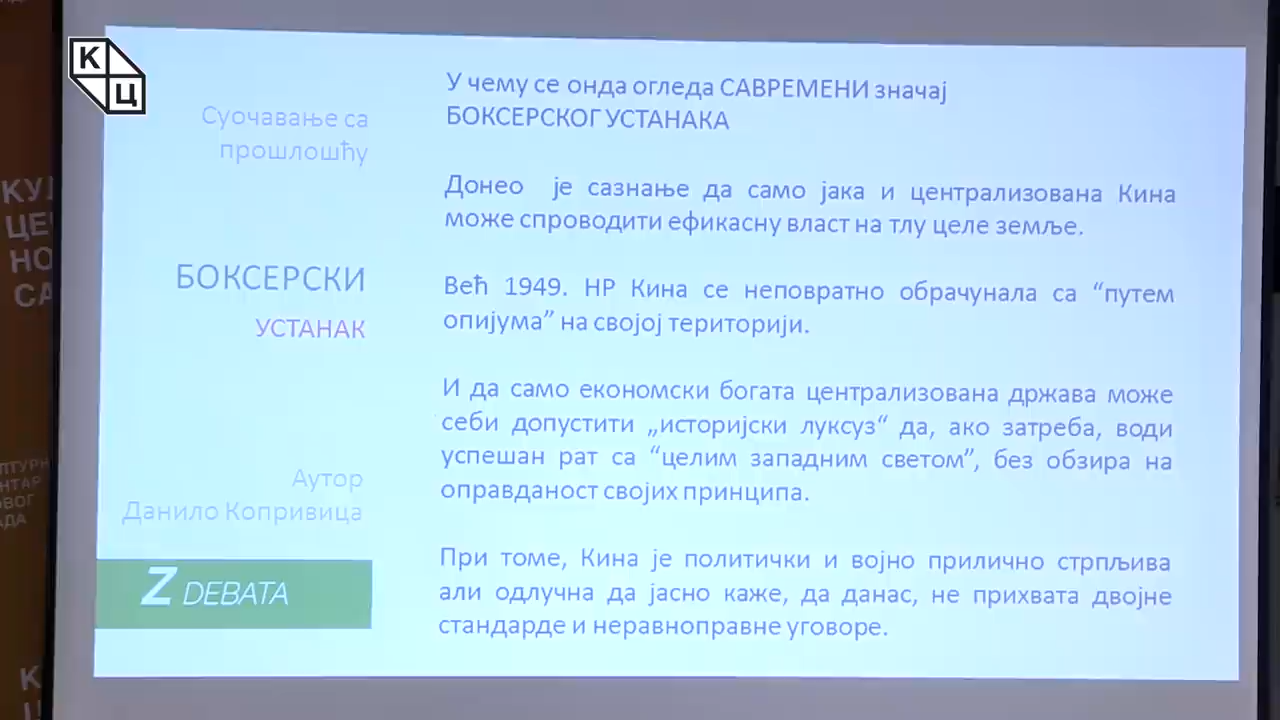 К
Ц
Суочавање са
прошлошћу
БОКСЕРСКИ
УСТАНАК
Аутор
Данило Копривица
Z DEBATA
У чему се онда огледа САВРЕМЕНИ значај
БОКСЕРСКОГ УСТАНАКА
Донео је сазнање да само јака и централизована Кина
може спроводити ефикасну власт на тлу целе земље.
Већ 1949. НР Кина се неповратно обрачунала са “путем
опијума” на својој територији.
И да само економски богата централизована држава може
себи допустити „историјски луксуз“ да, ако затреба, води
успешан рат са “целим западним светом”, без обзира на
оправданост својих принципа.
При томе, Кина је политички и војно прилично стрпљива
али одлучна да јасно каже, да данас, не прихвата двојне
стандарде и неравноправне уговоре.
КУЛ
ЦЕ
НО
СА